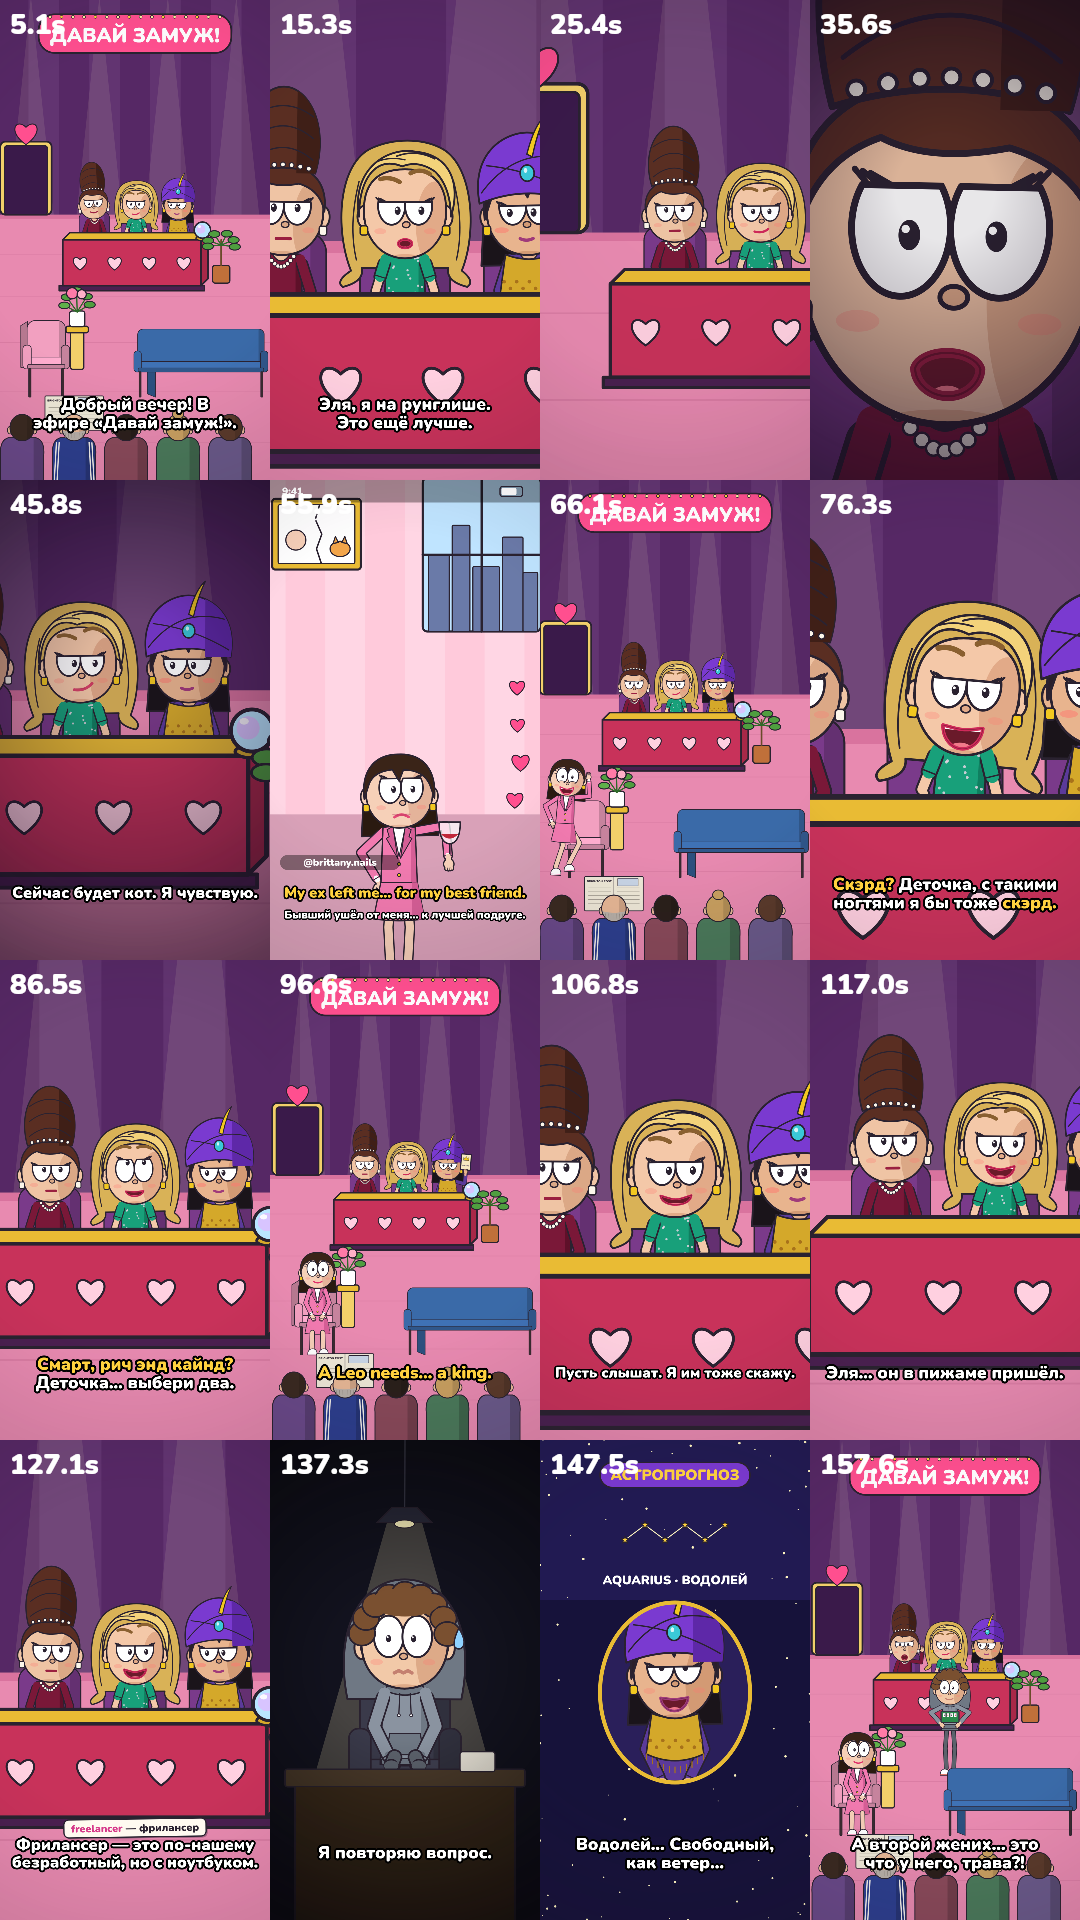 5.1s
ДАВАЙ ЗАМУЖ!
Добрый вечер! В
эфире «Давай замуж!».
15.3s
Эля, я на рунглише.
Это ещё лучше.
25.4s
35.6s
45.8s
Сейчас будет кот. Я чувствую.
9:41
55.9s
@brittany.nails
My ex left me... for my best friend.
Бывший ушёл от меня... к лучшей подруге.
66.1s
ДАВАЙ ЗАМУЖ!
76.3s
Скэрд? Деточка, с такими
ногтями я бы тоже скэрд.
86.5s
Смарт, рич энд кайнд?
Деточка... выбери два.
96.6s
ДАВАЙ ЗАМУЖ!
A Leo needs... a king.
106.8s
Пусть слышат. Я им тоже скажу.
117.0s
Эля... он в пижаме пришёл.
127.1s
freelancer — фрилансер
Фрилансер — это по-нашему
безработный, но с ноутбуком.
137.3s
Я повторяю вопрос.
147.5s
АСТРОПРОГНОЗ
AQUARIUS · ВОДОЛЕЙ
Водолей... Свободный,
как ветер...
157.6s
ДАВАЙ ЗАМУЖ!
А второй жених... это
что у него, трава?!